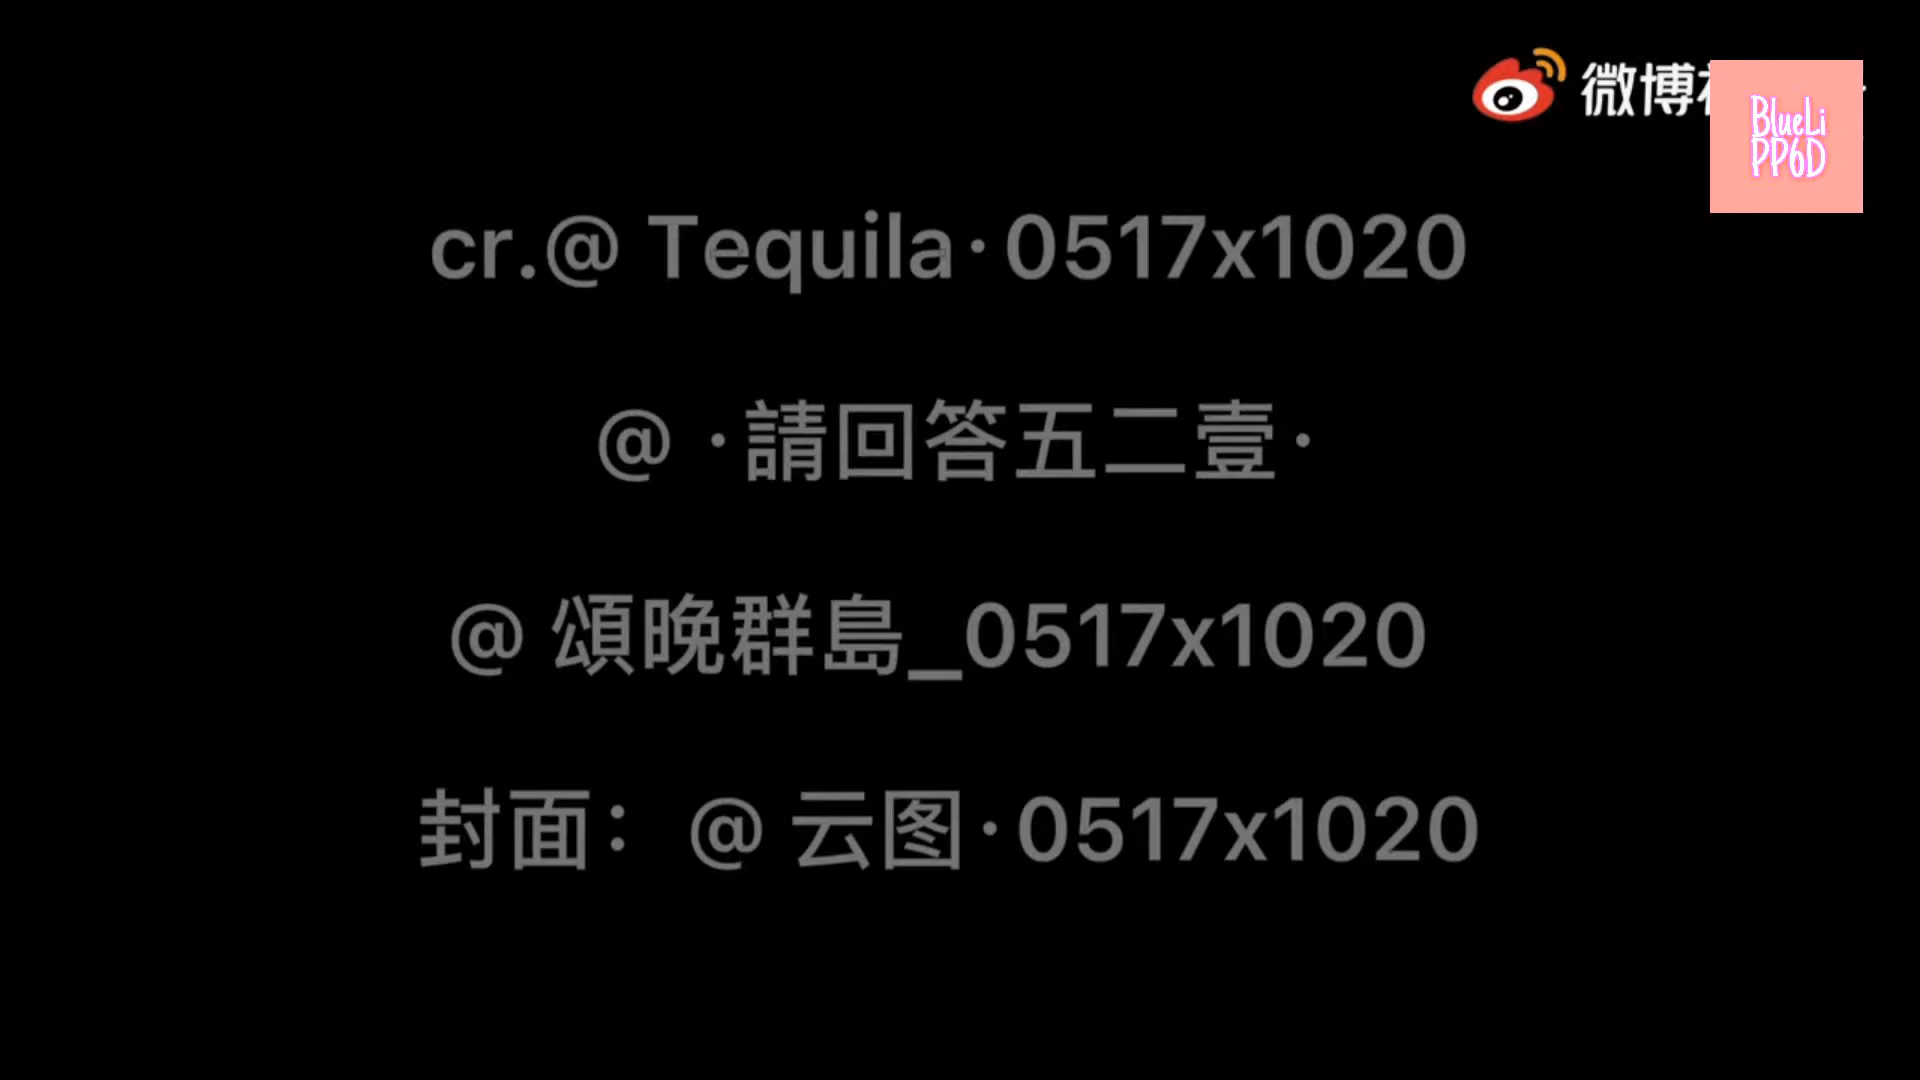 微博
BlueLi
PP6D
cr.@ Tequila·0517x1020
@ ·請回答五二壹·
@ 頌晚群島_0517x1020
封面：@ 云图·0517x1020